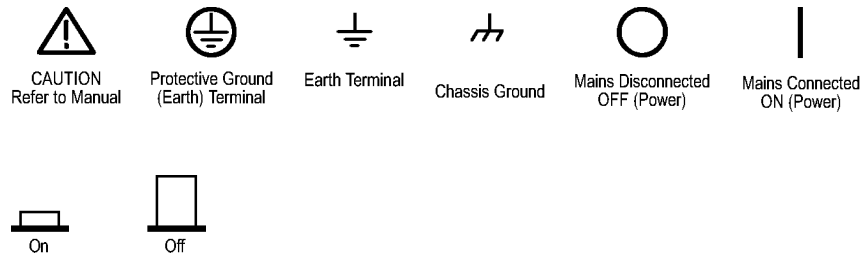 CAUTION
Refer to Manual
Protective Ground
(Earth) Terminal
Earth Terminal
Chassis Ground
Mains Disconnected
OFF (Power)
Mains Connected
ON (Power)
On
Off